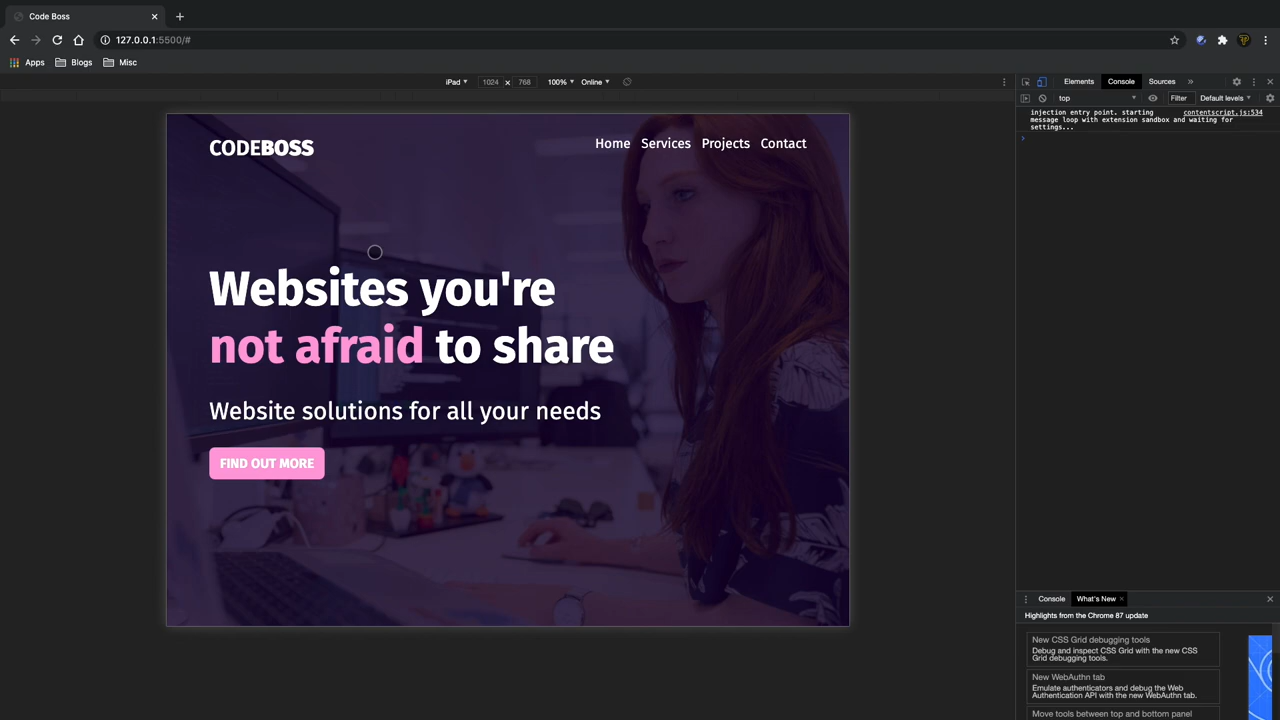 Code Boss
127.0.0.1:5500/#
Apps Blogs Misc
iPad 1024 × 768 100% Online
Elements Console Sources »
top Filter Default levels
injection entry point. starting contentscript.js:534
message loop with extension sandbox and waiting for
settings...
CODEBOSS
Home Services Projects Contact
Websites you're
not afraid to share
Website solutions for all your needs
FIND OUT MORE
Console What's New ×
Highlights from the Chrome 87 update
New CSS Grid debugging tools
Debug and inspect CSS Grid with the new CSS
Grid debugging tools.
New WebAuthn tab
Emulate authenticators and debug the Web
Authentication API with the new WebAuthn tab.
Move tools between top and bottom panel